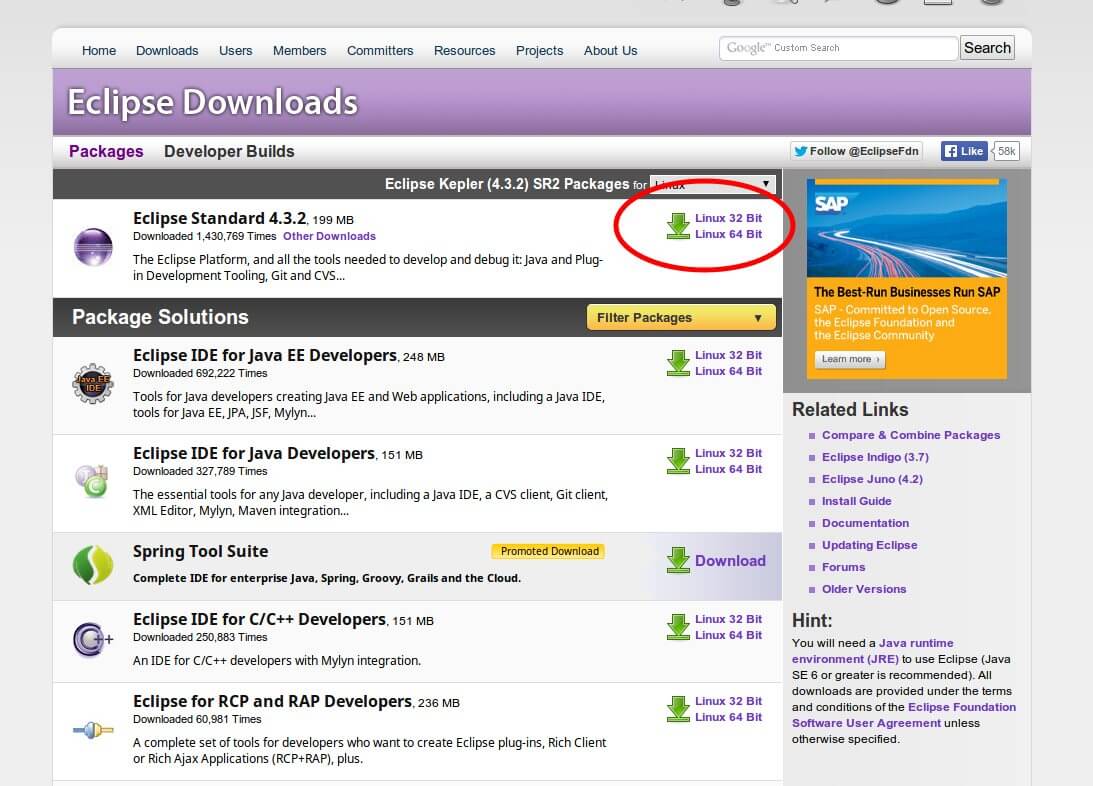 Home Downloads Users Members Committers Resources Projects About Us
Google™ Custom Search
Search
Eclipse Downloads
Packages Developer Builds
Follow @EclipseFdn
Like
58k
Eclipse Kepler (4.3.2) SR2 Packages for Linux
Eclipse Standard 4.3.2, 199 MB
Downloaded 1,430,769 Times Other Downloads
The Eclipse Platform, and all the tools needed to develop and debug it: Java and Plug-
in Development Tooling, Git and CVS...
Linux 32 Bit
Linux 64 Bit
Package Solutions
Filter Packages
Java EE
IDE
Eclipse IDE for Java EE Developers, 248 MB
Downloaded 692,222 Times
Tools for Java developers creating Java EE and Web applications, including a Java IDE,
tools for Java EE, JPA, JSF, Mylyn...
Linux 32 Bit
Linux 64 Bit
Eclipse IDE for Java Developers, 151 MB
Downloaded 327,789 Times
The essential tools for any Java developer, including a Java IDE, a CVS client, Git client,
XML Editor, Mylyn, Maven integration...
Linux 32 Bit
Linux 64 Bit
Spring Tool Suite
Promoted Download
Complete IDE for enterprise Java, Spring, Groovy, Grails and the Cloud.
Download
C++
Eclipse IDE for C/C++ Developers, 151 MB
Downloaded 250,883 Times
An IDE for C/C++ developers with Mylyn integration.
Linux 32 Bit
Linux 64 Bit
Eclipse for RCP and RAP Developers, 236 MB
Downloaded 60,981 Times
A complete set of tools for developers who want to create Eclipse plug-ins, Rich Client
or Rich Ajax Applications (RCP+RAP), plus.
Linux 32 Bit
Linux 64 Bit
SAP
The Best-Run Businesses Run SAP
SAP - Committed to Open Source,
the Eclipse Foundation and
the Eclipse Community
Learn more ›
Related Links
Compare & Combine Packages
Eclipse Indigo (3.7)
Eclipse Juno (4.2)
Install Guide
Documentation
Updating Eclipse
Forums
Older Versions
Hint:
You will need a Java runtime
environment (JRE) to use Eclipse (Java
SE 6 or greater is recommended). All
downloads are provided under the terms
and conditions of the Eclipse Foundation
Software User Agreement unless
otherwise specified.